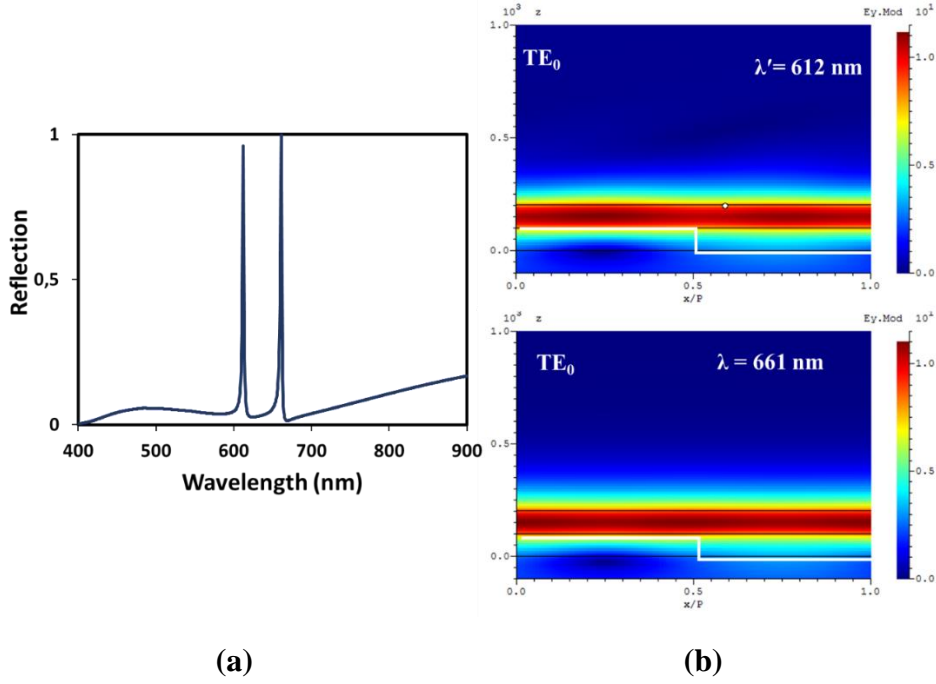 Reflection
1
0,5
0
400 500 600 700 800 900
Wavelength (nm)
(a)
10³ z
Ey.Mod 10¹
1.0
0.5
0.0
TE₀
λ′= 612 nm
0.0 0.5 1.0
x/P
1.0
0.5
0.0
10³ z
Ey.Mod 10¹
1.0
0.5
0.0
TE₀
λ = 661 nm
0.0 0.5 1.0
x/P
1.0
0.5
0.0
(b)